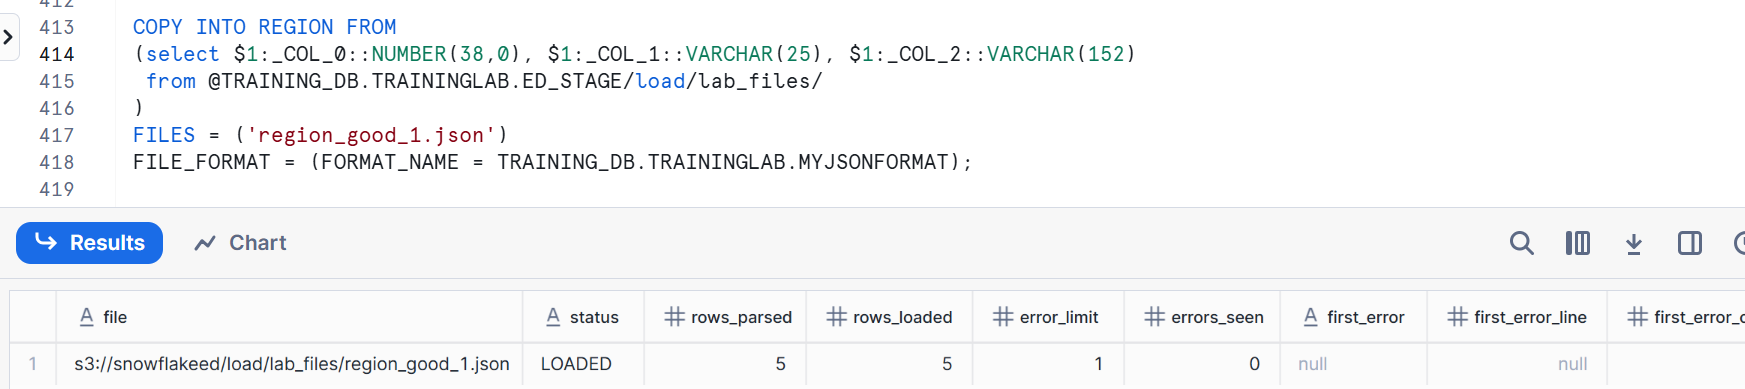 412
413 COPY INTO REGION FROM
414 (select $1:_COL_0::NUMBER(38,0), $1:_COL_1::VARCHAR(25), $1:_COL_2::VARCHAR(152)
415 from @TRAINING_DB.TRAININGLAB.ED_STAGE/load/lab_files/
416 )
417 FILES = ('region_good_1.json')
418 FILE_FORMAT = (FORMAT_NAME = TRAINING_DB.TRAININGLAB.MYJSONFORMAT);
419
Results Chart
file status rows_parsed rows_loaded error_limit errors_seen first_error first_error_line
1 s3://snowflakeed/load/lab_files/region_good_1.json LOADED 5 5 1 0 null null